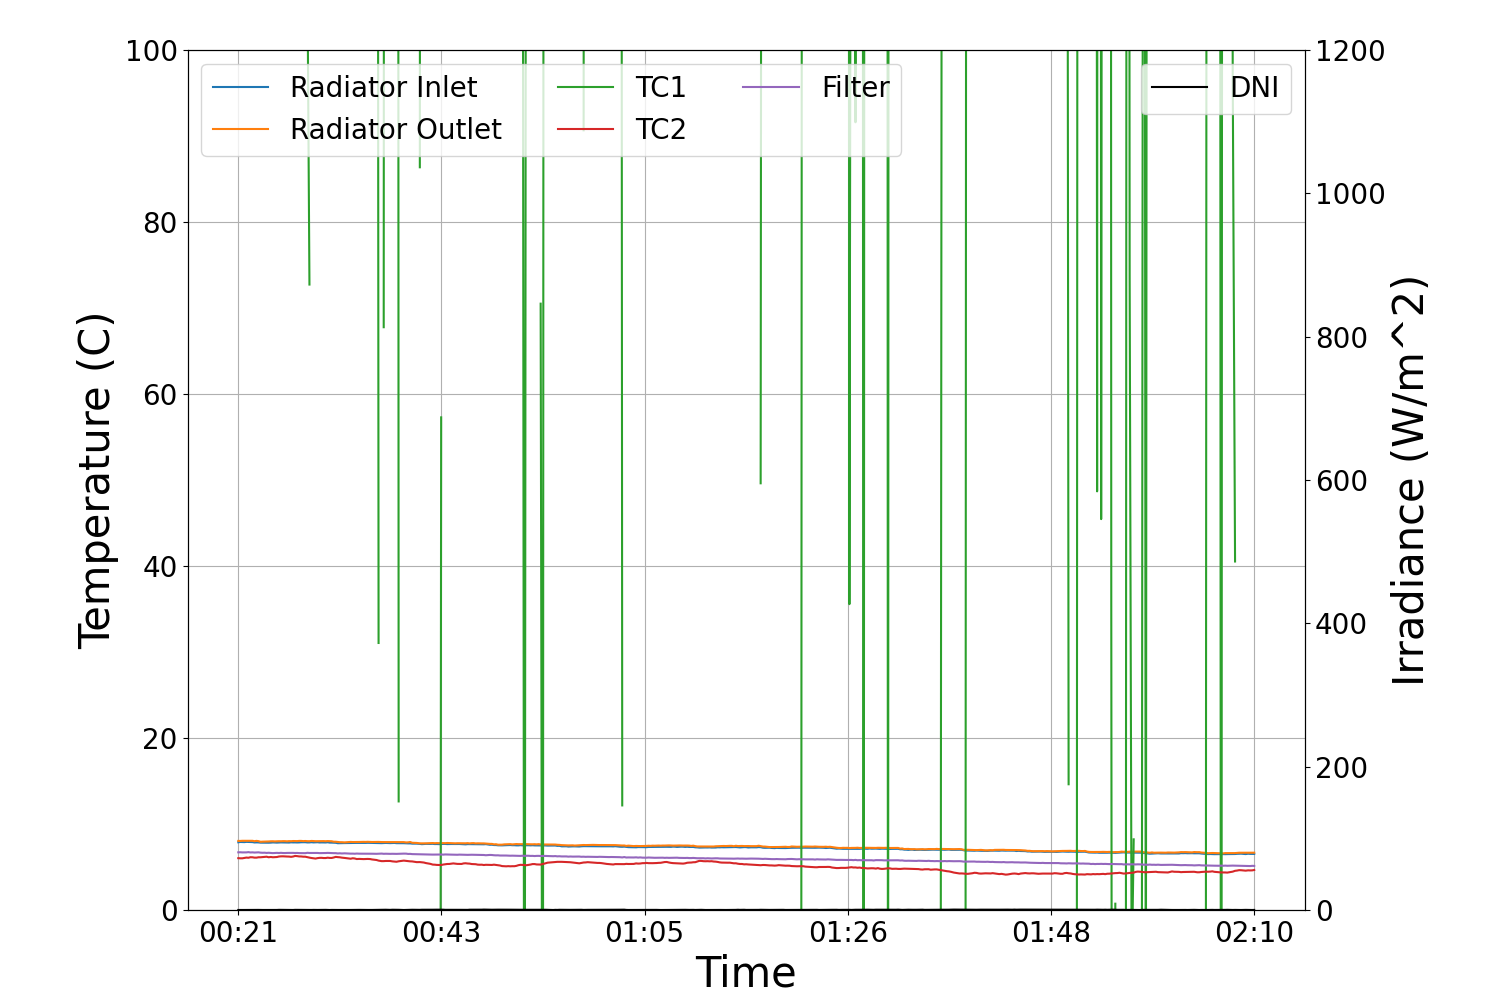 100
80
60
40
20
0
Temperature (C)
Radiator Inlet
Radiator Outlet
TC1
TC2
Filter
DNI
1200
1000
800
600
400
200
0
Irradiance (W/m^2)
00:21 00:43 01:05 01:26 01:48 02:10
Time